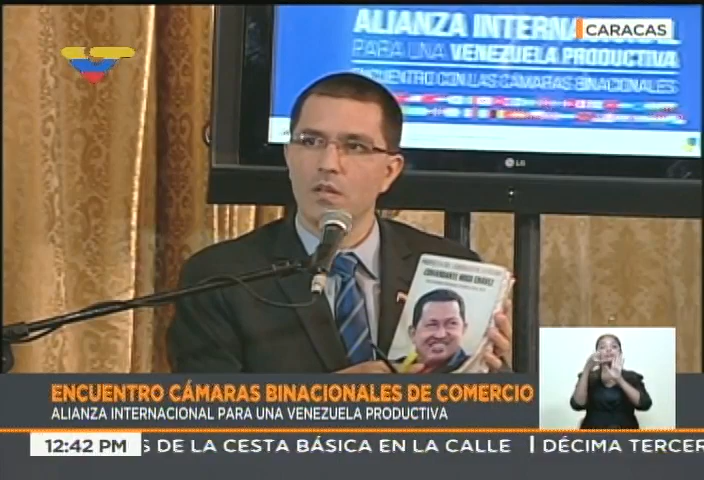 ALIANZA INTERNACIONAL
CARACAS
PARA UNA VENEZUELA PRODUCTIVA
ENCUENTRO CON LAS CÁMARAS BINACIONALES
LG
COMANDANTE HUGO CHÁVEZ
ENCUENTRO CÁMARAS BINACIONALES DE COMERCIO
ALIANZA INTERNACIONAL PARA UNA VENEZUELA PRODUCTIVA
12:42 PM S DE LA CESTA BÁSICA EN LA CALLE | DÉCIMA TERCER